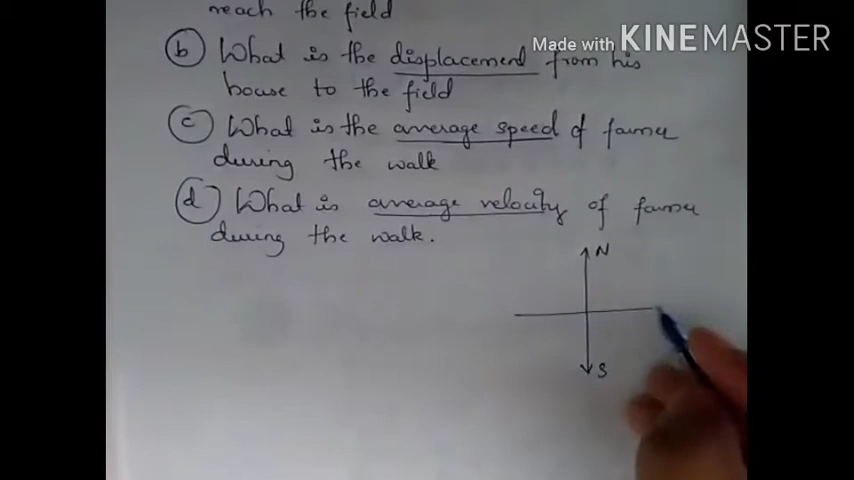 reach the field
(b) What is the displacement from his
house to the field
(c) What is the average speed of farmer
during the walk
(d) What is average velocity of farmer
during the walk.
N
S
Made with KINEMASTER